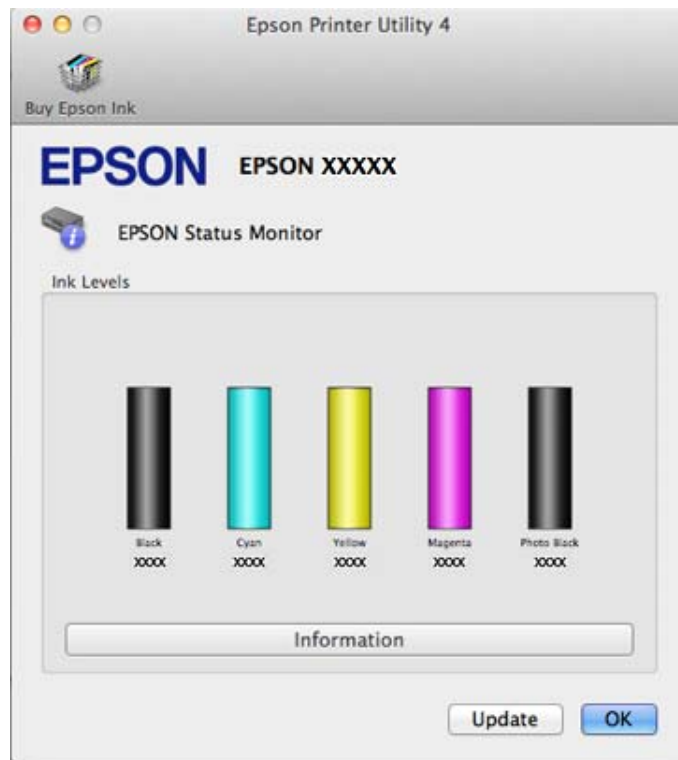 Epson Printer Utility 4
Buy Epson Ink
EPSON EPSON XXXXX
EPSON Status Monitor
Ink Levels
Black Cyan Yellow Magenta Photo Black
XXXX XXXX XXXX XXXX XXXX
Information
Update OK